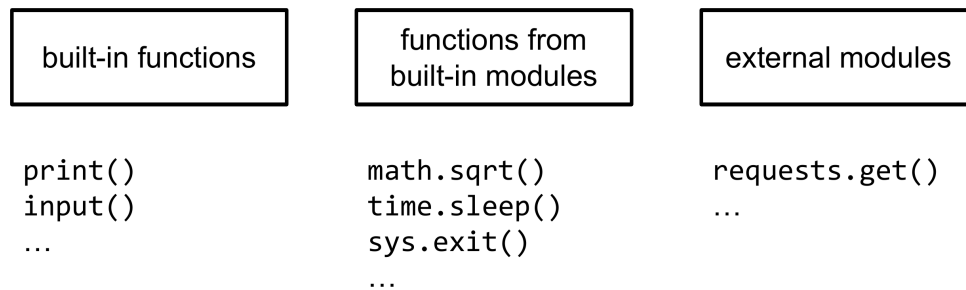 built-in functions
functions from
built-in modules
external modules
print()
input()
…
math.sqrt()
time.sleep()
sys.exit()
…
requests.get()
…